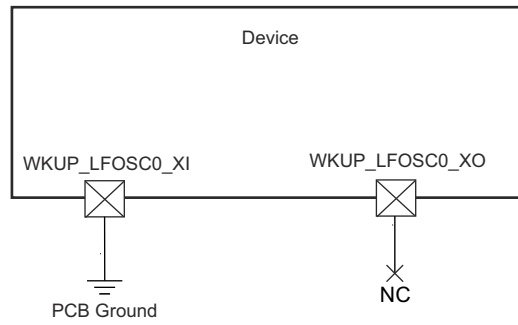 Device
WKUP_LFOSC0_XI
WKUP_LFOSC0_XO
PCB Ground
NC